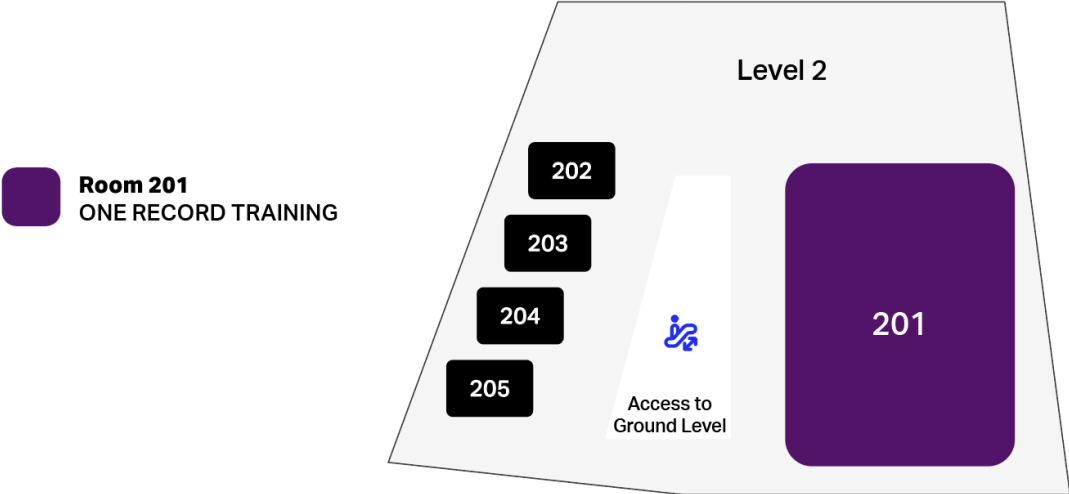 Level 2
Room 201
ONE RECORD TRAINING
202
203
204
205
201
Access to
Ground Level